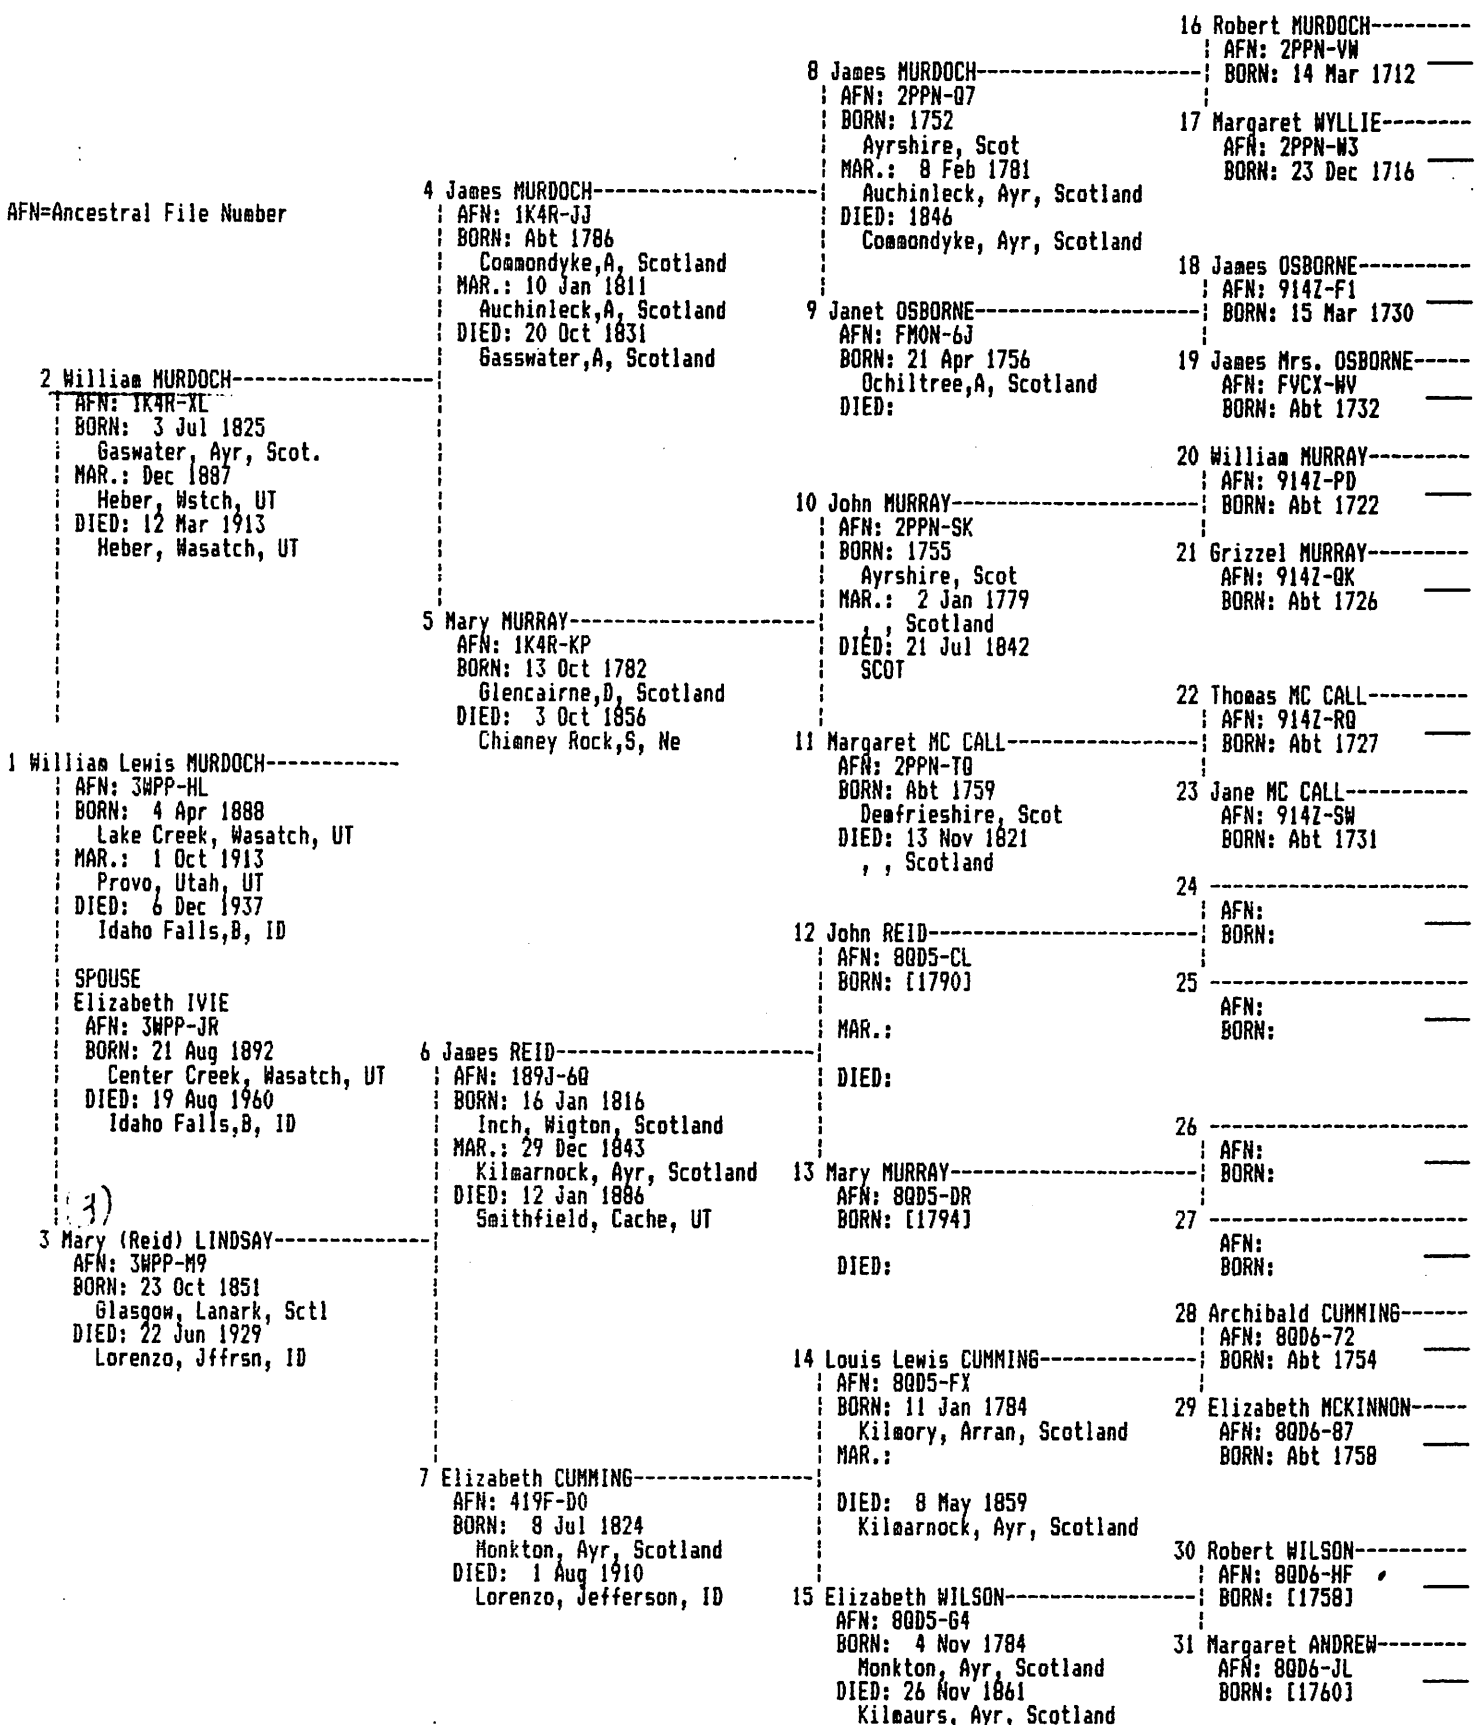 AFN=Ancestral File Number
1 William Lewis MURDOCH------------
AFN: 3WPP-HL
BORN: 4 Apr 1888
Lake Creek, Wasatch, UT
MAR.: 1 Oct 1913
Provo, Utah, UT
DIED: 6 Dec 1937
Idaho Falls,B, ID
SPOUSE
Elizabeth IVIE
AFN: 3WPP-JR
BORN: 21 Aug 1892
Center Creek, Wasatch, UT
DIED: 19 Aug 1960
Idaho Falls,B, ID
2 William MURDOCH------------------
AFN: 1K4R-XL
BORN: 3 Jul 1825
Gaswater, Ayr, Scot.
MAR.: Dec 1887
Heber, Wstch, UT
DIED: 12 Mar 1913
Heber, Wasatch, UT
3 Mary (Reid) LINDSAY--------------
AFN: 3WPP-M9
BORN: 23 Oct 1851
Glasgow, Lanark, Sctl
DIED: 22 Jun 1929
Lorenzo, Jffrsn, ID
4 James MURDOCH--------------------
AFN: 1K4R-JJ
BORN: Abt 1786
Commondyke,A, Scotland
MAR.: 10 Jan 1811
Auchinleck,A, Scotland
DIED: 20 Oct 1831
Gasswater,A, Scotland
5 Mary MURRAY----------------------
AFN: 1K4R-KP
BORN: 13 Oct 1782
Glencairne,D, Scotland
DIED: 3 Oct 1856
Chimney Rock,S, Ne
6 James REID-----------------------
AFN: 189J-6Q
BORN: 16 Jan 1816
Inch, Wigton, Scotland
MAR.: 29 Dec 1843
Kilmarnock, Ayr, Scotland
DIED: 12 Jan 1886
Smithfield, Cache, UT
7 Elizabeth CUMMING----------------
AFN: 419F-D0
BORN: 8 Jul 1824
Monkton, Ayr, Scotland
DIED: 1 Aug 1910
Lorenzo, Jefferson, ID
8 James MURDOCH--------------------
AFN: 2PPN-Q7
BORN: 1752
Ayrshire, Scot
MAR.: 8 Feb 1781
Auchinleck, Ayr, Scotland
DIED: 1846
Commondyke, Ayr, Scotland
9 Janet OSBORNE--------------------
AFN: FMON-6J
BORN: 21 Apr 1756
Ochiltree,A, Scotland
DIED:
10 John MURRAY----------------------
AFN: 2PPN-SK
BORN: 1755
Ayrshire, Scot
MAR.: 2 Jan 1779
, , Scotland
DIED: 21 Jul 1842
SCOT
11 Margaret MC CALL-----------------
AFN: 2PPN-TQ
BORN: Abt 1759
Demfrieshire, Scot
DIED: 13 Nov 1821
, , Scotland
12 John REID------------------------
AFN: 8QD5-CL
BORN: [1790]
MAR.:
DIED:
13 Mary MURRAY----------------------
AFN: 8QD5-DR
BORN: [1794]
DIED:
14 Louis Lewis CUMMING--------------
AFN: 8QD5-FX
BORN: 11 Jan 1784
Kilmory, Arran, Scotland
MAR.:
DIED: 8 May 1859
Kilmarnock, Ayr, Scotland
15 Elizabeth WILSON-----------------
AFN: 8QD5-G4
BORN: 4 Nov 1784
Monkton, Ayr, Scotland
DIED: 26 Nov 1861
Kilmaurs, Ayr, Scotland
16 Robert MURDOCH---------
AFN: 2PPN-VW
BORN: 14 Mar 1712
17 Margaret WYLLIE--------
AFN: 2PPN-W3
BORN: 23 Dec 1716
18 James OSBORNE----------
AFN: 914Z-F1
BORN: 15 Mar 1730
19 James Mrs. OSBORNE-----
AFN: FVCX-WV
BORN: Abt 1732
20 William MURRAY---------
AFN: 914Z-PD
BORN: Abt 1722
21 Grizzel MURRAY---------
AFN: 914Z-QK
BORN: Abt 1726
22 Thomas MC CALL---------
AFN: 914Z-RQ
BORN: Abt 1727
23 Jane MC CALL-----------
AFN: 914Z-SW
BORN: Abt 1731
24 -----------------------
AFN:
BORN:
25 -----------------------
AFN:
BORN:
26 -----------------------
AFN:
BORN:
27 -----------------------
AFN:
BORN:
28 Archibald CUMMING------
AFN: 8QD6-72
BORN: Abt 1754
29 Elizabeth MCKINNON-----
AFN: 8QD6-87
BORN: Abt 1758
30 Robert WILSON----------
AFN: 8QD6-HF
BORN: [1758]
31 Margaret ANDREW--------
AFN: 8QD6-JL
BORN: [1760]